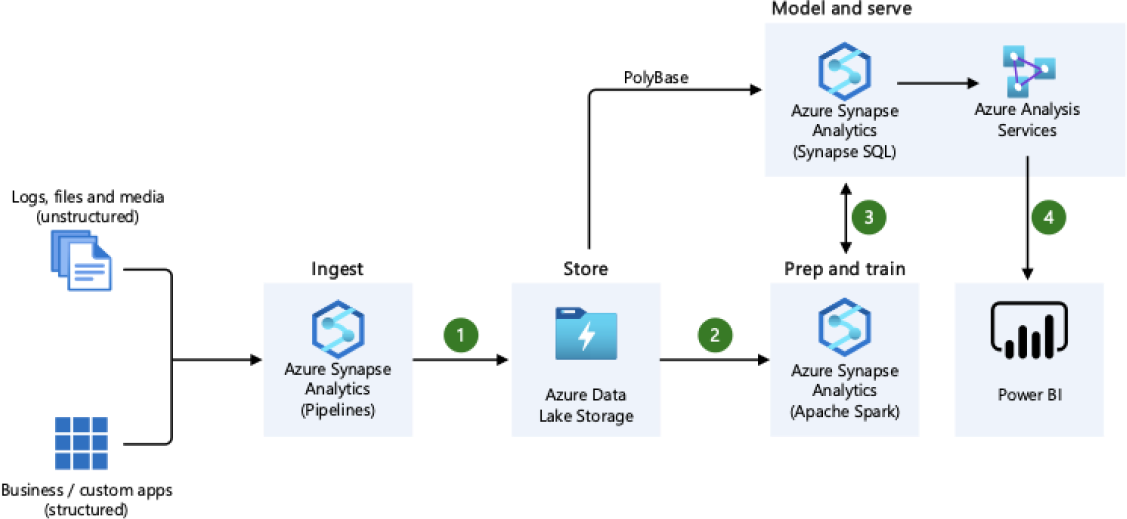 Model and serve
PolyBase
Azure Synapse
Analytics
(Synapse SQL)
Azure Analysis
Services
Logs, files and media
(unstructured)
3
4
Ingest
Store
Prep and train
1
2
Azure Synapse
Analytics
(Pipelines)
Azure Data
Lake Storage
Azure Synapse
Analytics
(Apache Spark)
Power BI
Business / custom apps
(structured)